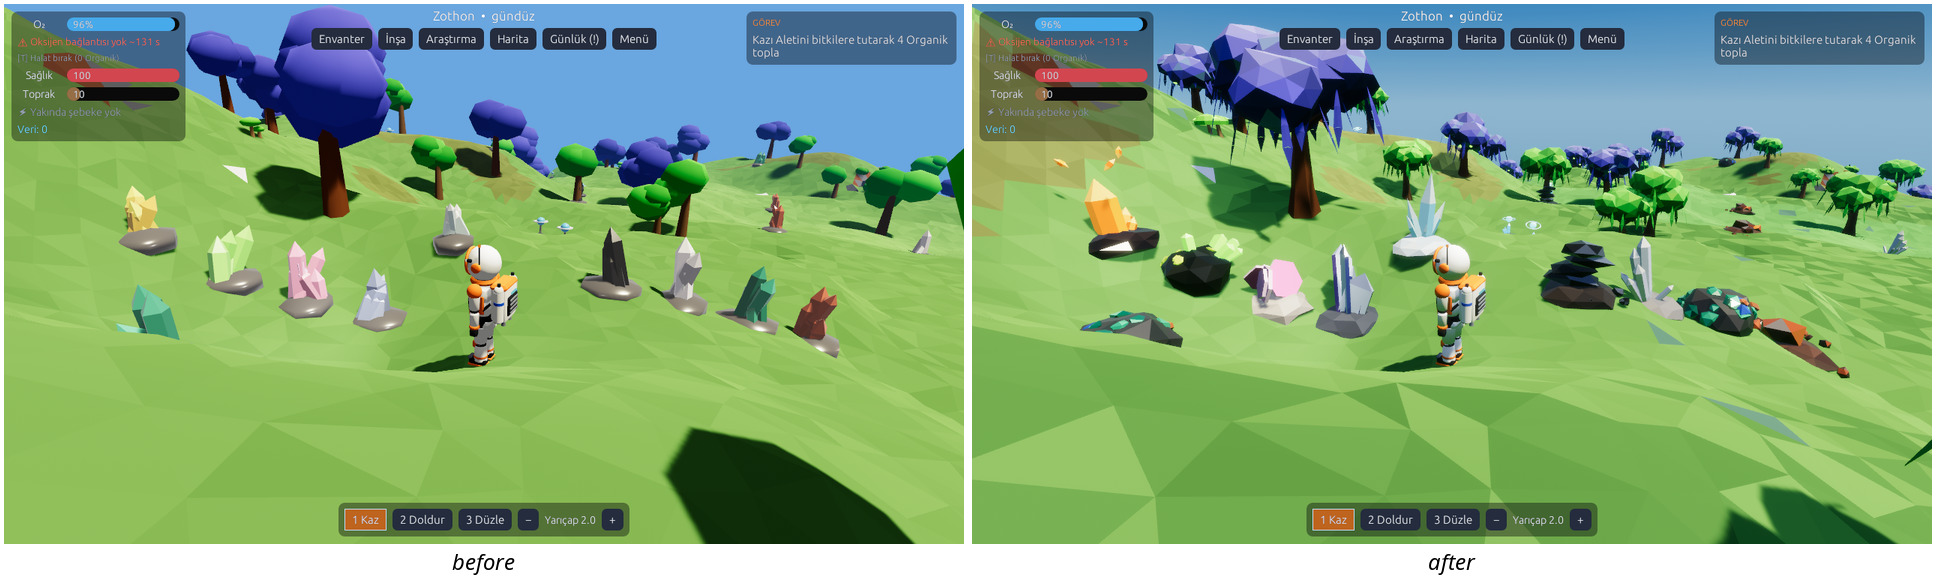 O₂ 96%
⚠ Oksijen bağlantısı yok ~131 s
[T] Halat bırak (0 Organik)
Sağlık 100
Toprak 10
⚡ Yakında şebeke yok
Veri: 0
Zothon • gündüz
Envanter İnşa Araştırma Harita Günlük (!) Menü
GÖREV
Kazı Aletini bitkilere tutarak 4 Organik
topla
1 Kaz 2 Doldur 3 Düzle − Yarıçap 2.0 +
before
O₂ 96%
⚠ Oksijen bağlantısı yok ~131 s
[T] Halat bırak (0 Organik)
Sağlık 100
Toprak 10
⚡ Yakında şebeke yok
Veri: 0
Zothon • gündüz
Envanter İnşa Araştırma Harita Günlük (!) Menü
GÖREV
Kazı Aletini bitkilere tutarak 4 Organik
topla
1 Kaz 2 Doldur 3 Düzle − Yarıçap 2.0 +
after